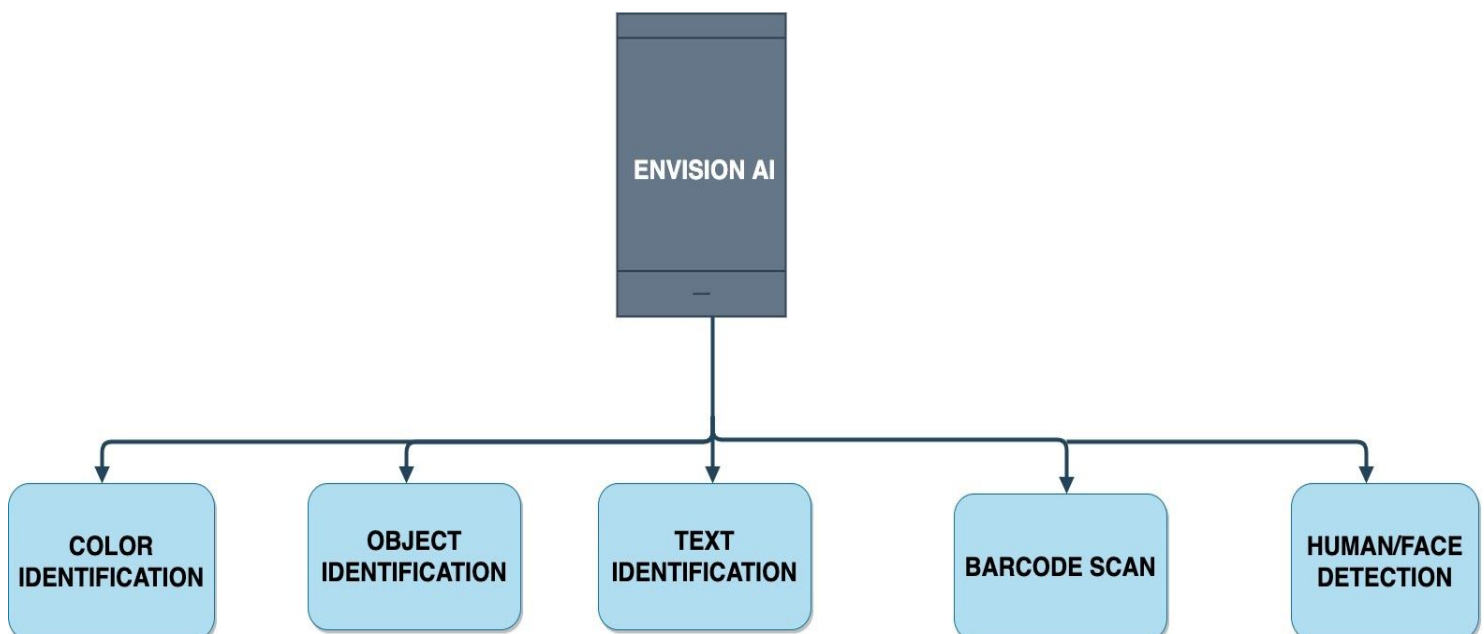 ENVISION AI
COLOR
IDENTIFICATION
OBJECT
IDENTIFICATION
TEXT
IDENTIFICATION
BARCODE SCAN
HUMAN/FACE
DETECTION